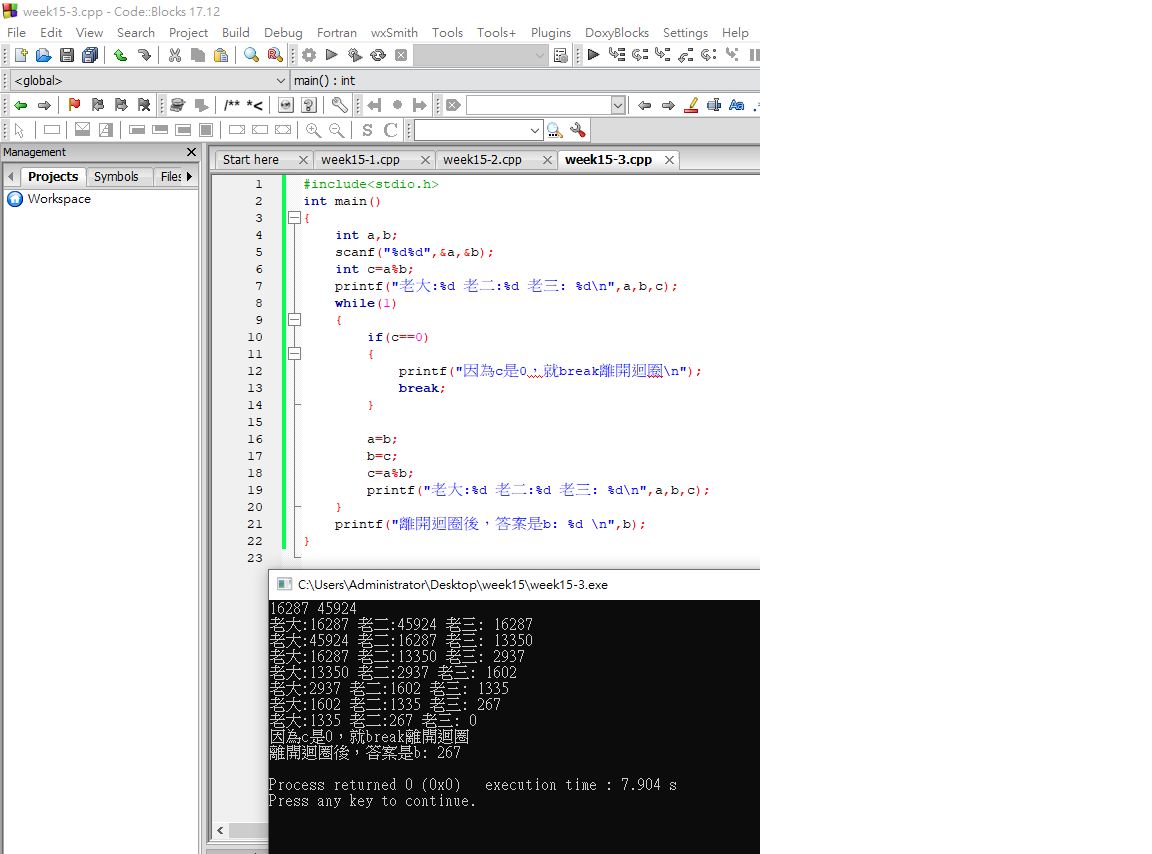 week15-3.cpp - Code::Blocks 17.12
File Edit View Search Project Build Debug Fortran wxSmith Tools Tools+ Plugins DoxyBlocks Settings Help
<global> main() : int
/** *<
S C
Management
Projects Symbols Files
Workspace
Start here week15-1.cpp week15-2.cpp week15-3.cpp
1 #include<stdio.h>
2 int main()
3 {
4 int a,b;
5 scanf("%d%d",&a,&b);
6 int c=a%b;
7 printf("老大:%d 老二:%d 老三: %d\n",a,b,c);
8 while(1)
9 {
10 if(c==0)
11 {
12 printf("因為c是0，就break離開迴圈\n");
13 break;
14 }
15
16 a=b;
17 b=c;
18 c=a%b;
19 printf("老大:%d 老二:%d 老三: %d\n",a,b,c);
20 }
21 printf("離開迴圈後，答案是b: %d \n",b);
22 }
23
C:\Users\Administrator\Desktop\week15\week15-3.exe
16287 45924
老大:16287 老二:45924 老三: 16287
老大:45924 老二:16287 老三: 13350
老大:16287 老二:13350 老三: 2937
老大:13350 老二:2937 老三: 1602
老大:2937 老二:1602 老三: 1335
老大:1602 老二:1335 老三: 267
老大:1335 老二:267 老三: 0
因為c是0，就break離開迴圈
離開迴圈後，答案是b: 267
Process returned 0 (0x0) execution time : 7.904 s
Press any key to continue.